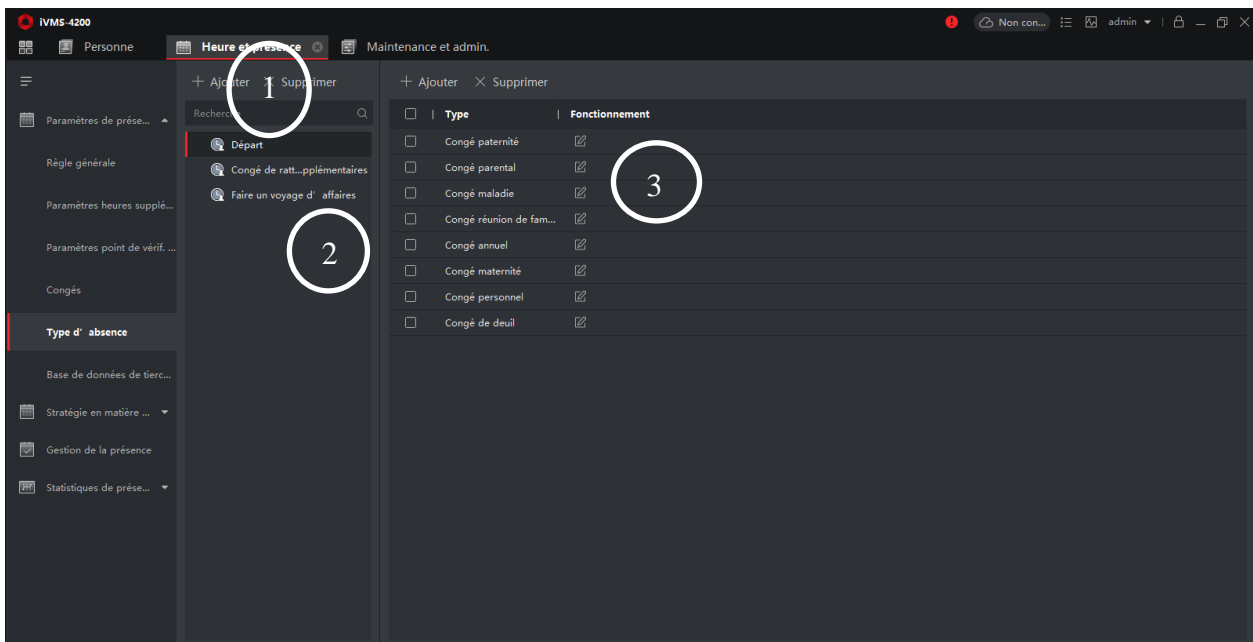 iVMS-4200
Non con... admin
Personne Heure et présence Maintenance et admin.
Ajouter Supprimer
Ajouter Supprimer
1
Recherche
Type Fonctionnement
Paramètres de prése...
Départ
Congé paternité
Règle générale
Congé de ratt...pplémentaires
Congé parental
3
Faire un voyage d' affaires
Congé maladie
Paramètres heures supplé...
Congé réunion de fam...
2
Paramètres point de vérif. ...
Congé annuel
Congé maternité
Congés
Congé personnel
Type d' absence
Congé de deuil
Base de données de tierc...
Stratégie en matière ...
Gestion de la présence
Statistiques de prése...